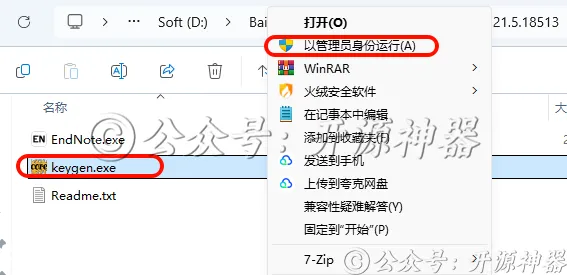 Soft (D:)
Bai
21.5.18513
打开(O)
以管理员身份运行(A)
WinRAR
火绒安全软件
在记事本中编辑
添加到收藏夹(F)
发送到手机
上传到夸克网盘
兼容性疑难解答(Y)
固定到“开始”(P)
7-Zip
名称
EN EndNote.exe
CORE keygen.exe
Readme.txt
公众号：开源神器
公众号：开源神器